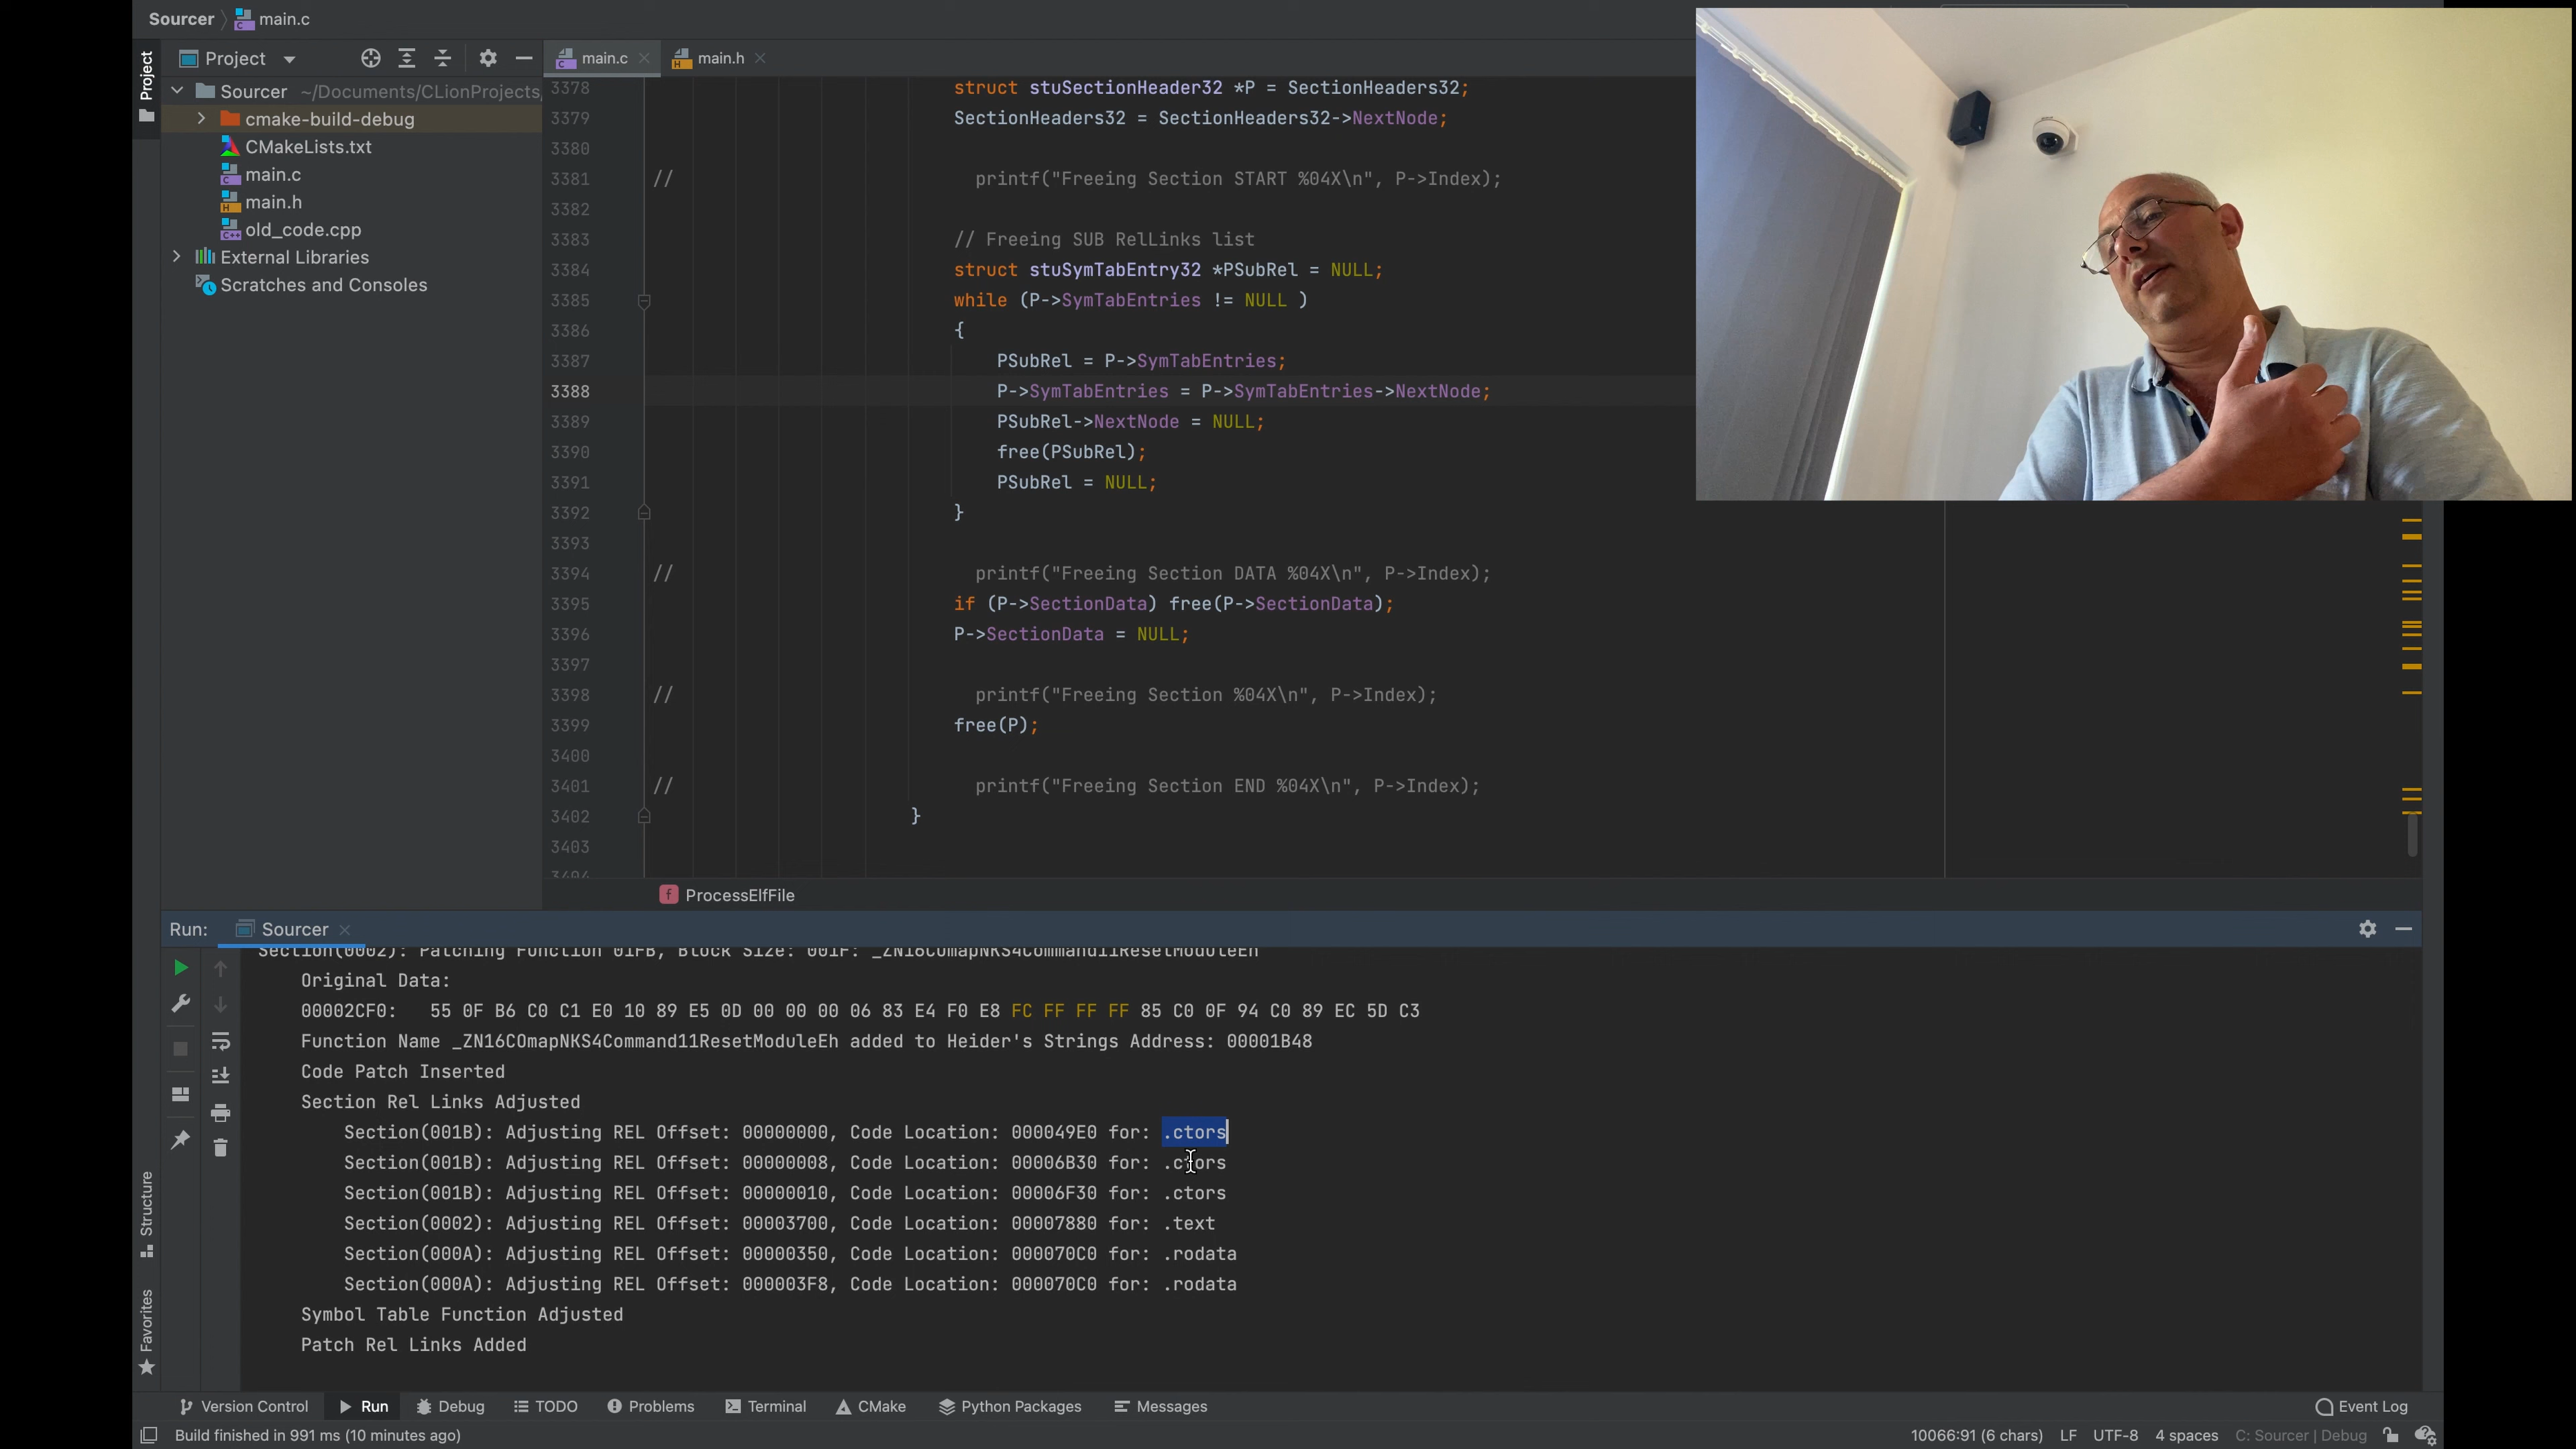 Sourcer main.c
Project
Project
main.c
main.h
Sourcer ~/Documents/CLionProjects,
cmake-build-debug
CMakeLists.txt
main.c
main.h
old_code.cpp
External Libraries
Scratches and Consoles
3378 struct stuSectionHeader32 *P = SectionHeaders32;
3379 SectionHeaders32 = SectionHeaders32->NextNode;
3380
3381 // printf("Freeing Section START %04X\n", P->Index);
3382
3383 // Freeing SUB RelLinks list
3384 struct stuSymTabEntry32 *PSubRel = NULL;
3385 while (P->SymTabEntries != NULL )
3386 {
3387 PSubRel = P->SymTabEntries;
3388 P->SymTabEntries = P->SymTabEntries->NextNode;
3389 PSubRel->NextNode = NULL;
3390 free(PSubRel);
3391 PSubRel = NULL;
3392 }
3393
3394 // printf("Freeing Section DATA %04X\n", P->Index);
3395 if (P->SectionData) free(P->SectionData);
3396 P->SectionData = NULL;
3397
3398 // printf("Freeing Section %04X\n", P->Index);
3399 free(P);
3400
3401 // printf("Freeing Section END %04X\n", P->Index);
3402 }
3403
3404
ProcessElfFile
Run: Sourcer
Section(0002): Patching Function 01FB, Block Size: 001F: _ZN16COmapNKS4Command11ResetModuleEh
Original Data:
00002CF0: 55 0F B6 C0 C1 E0 10 89 E5 0D 00 00 00 06 83 E4 F0 E8 FC FF FF FF 85 C0 0F 94 C0 89 EC 5D C3
Function Name _ZN16COmapNKS4Command11ResetModuleEh added to Heider's Strings Address: 00001B48
Code Patch Inserted
Section Rel Links Adjusted
Section(001B): Adjusting REL Offset: 00000000, Code Location: 000049E0 for: .ctors
Section(001B): Adjusting REL Offset: 00000008, Code Location: 00006B30 for: .ctors
Section(001B): Adjusting REL Offset: 00000010, Code Location: 00006F30 for: .ctors
Section(0002): Adjusting REL Offset: 00003700, Code Location: 00007880 for: .text
Section(000A): Adjusting REL Offset: 00000350, Code Location: 000070C0 for: .rodata
Section(000A): Adjusting REL Offset: 000003F8, Code Location: 000070C0 for: .rodata
Symbol Table Function Adjusted
Patch Rel Links Added
Structure
Favorites
Version Control Run Debug TODO Problems Terminal CMake Python Packages Messages Event Log
Build finished in 991 ms (10 minutes ago) 10066:91 (6 chars) LF UTF-8 4 spaces C: Sourcer | Debug